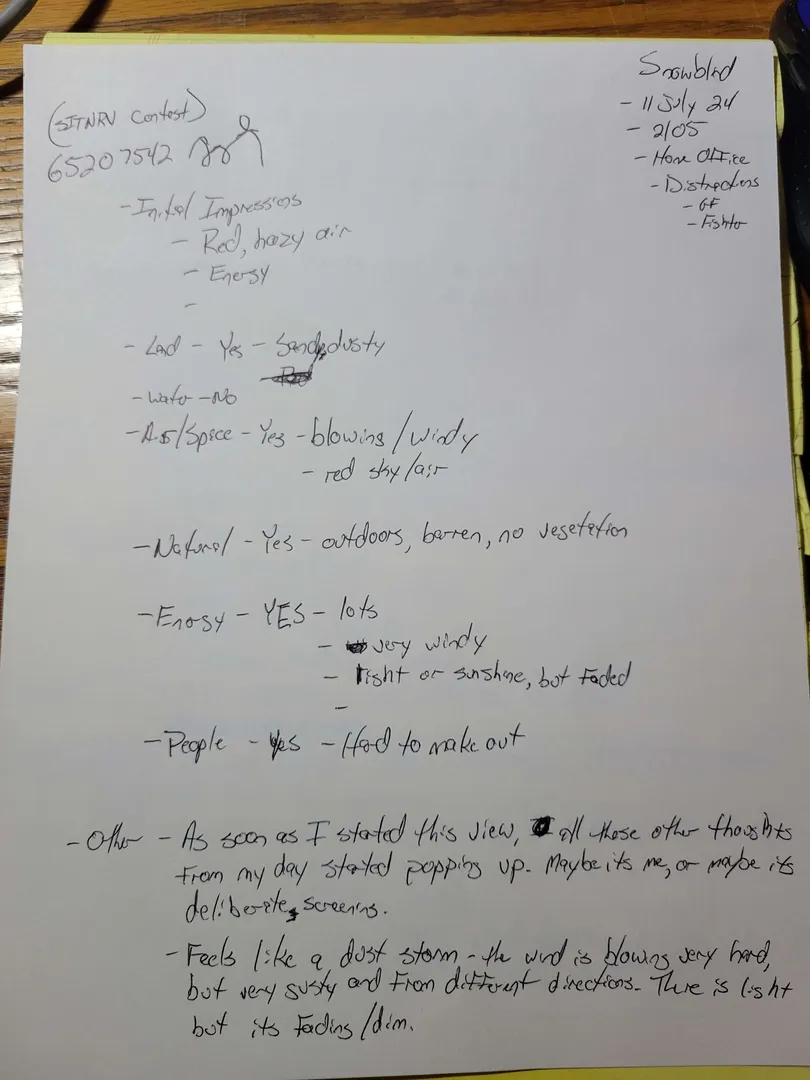 Snowblind
- 11 July 24
- 2105
- Home Office
- Distractions
- GF
- Fishtor
(SITNRV Contest)
65207542
- Initial Impressions
- Red, hazy air
- Energy
-
- Land - Yes - Sandy, dusty
- Water - No
- Air/Space - Yes - blowing / windy
- red sky/air
- Natural - Yes - outdoors, barren, no vegetation
- Energy - YES - lots
- very windy
- light or sunshine, but faded
-
- People - Yes - Hard to make out
- Other - As soon as I started this view, all these other thoughts
from my day started popping up. Maybe its me, or maybe its
deliberate, screening.
- Feels like a dust storm - the wind is blowing very hard,
but very gusty and from different directions. There is light
but its fading/dim.